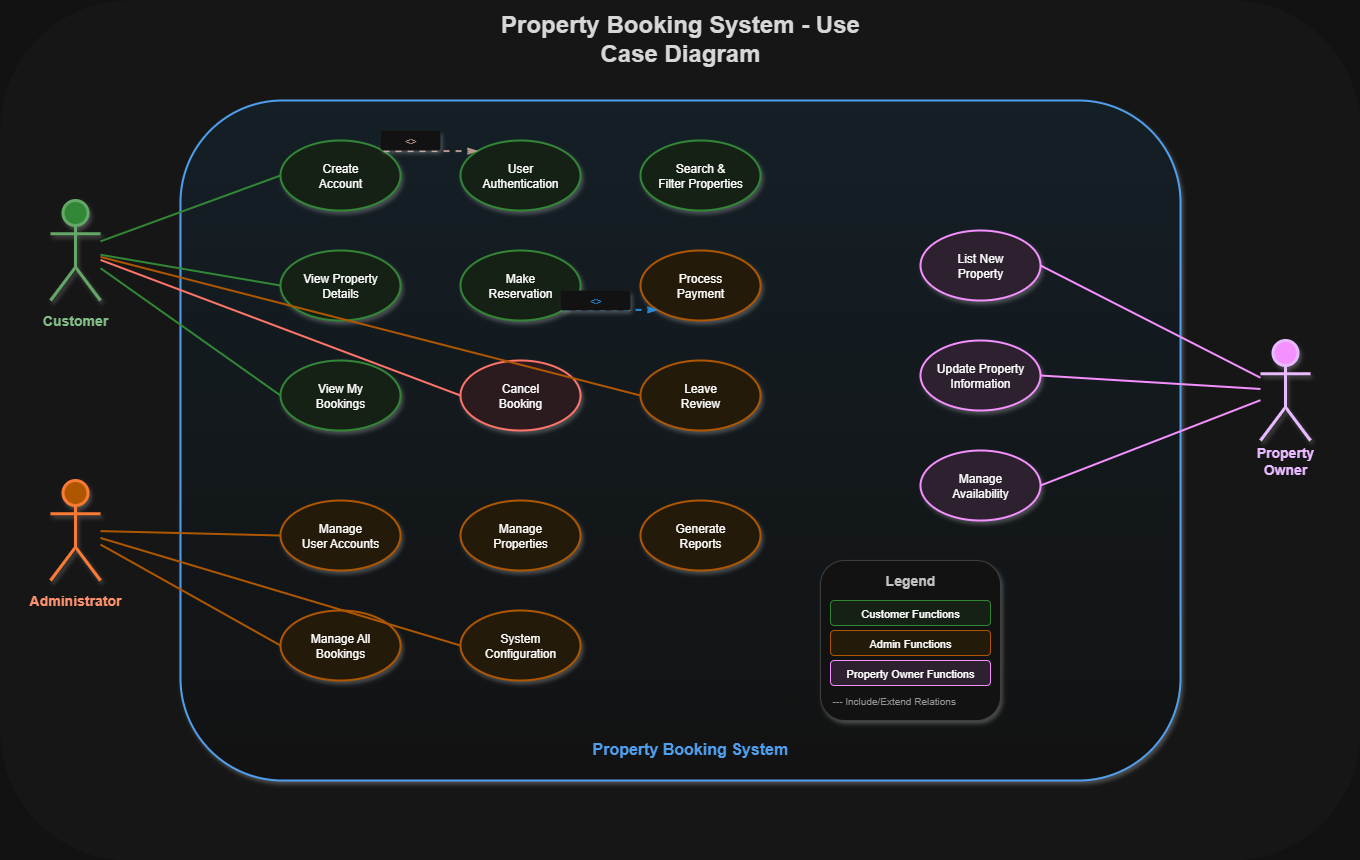 Property Booking System - Use
Case Diagram
<>
Create
Account
User
Authentication
Search &
Filter Properties
Customer
View Property
Details
Make
Reservation
<>
Process
Payment
List New
Property
View My
Bookings
Cancel
Booking
Leave
Review
Update Property
Information
Property
Owner
Manage
Availability
Administrator
Manage
User Accounts
Manage
Properties
Generate
Reports
Manage All
Bookings
System
Configuration
Legend
Customer Functions
Admin Functions
Property Owner Functions
--- Include/Extend Relations
Property Booking System